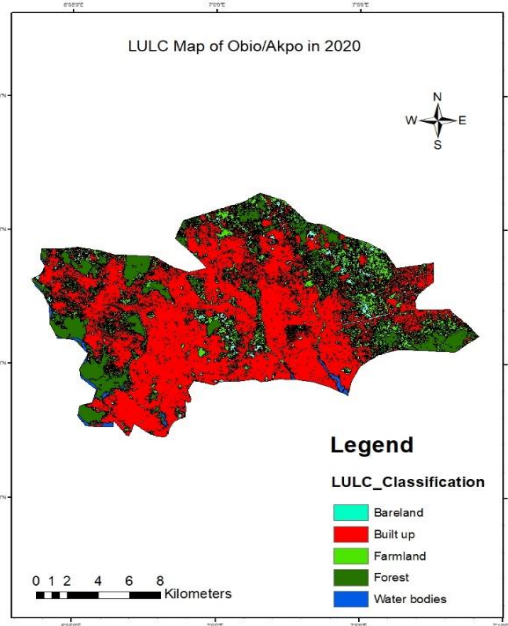 LULC Map of Obio/Akpo in 2020
N
W E
S
Legend
LULC_Classification
Bareland
Built up
Farmland
Forest
Water bodies
0 1 2 4 6 8
Kilometers